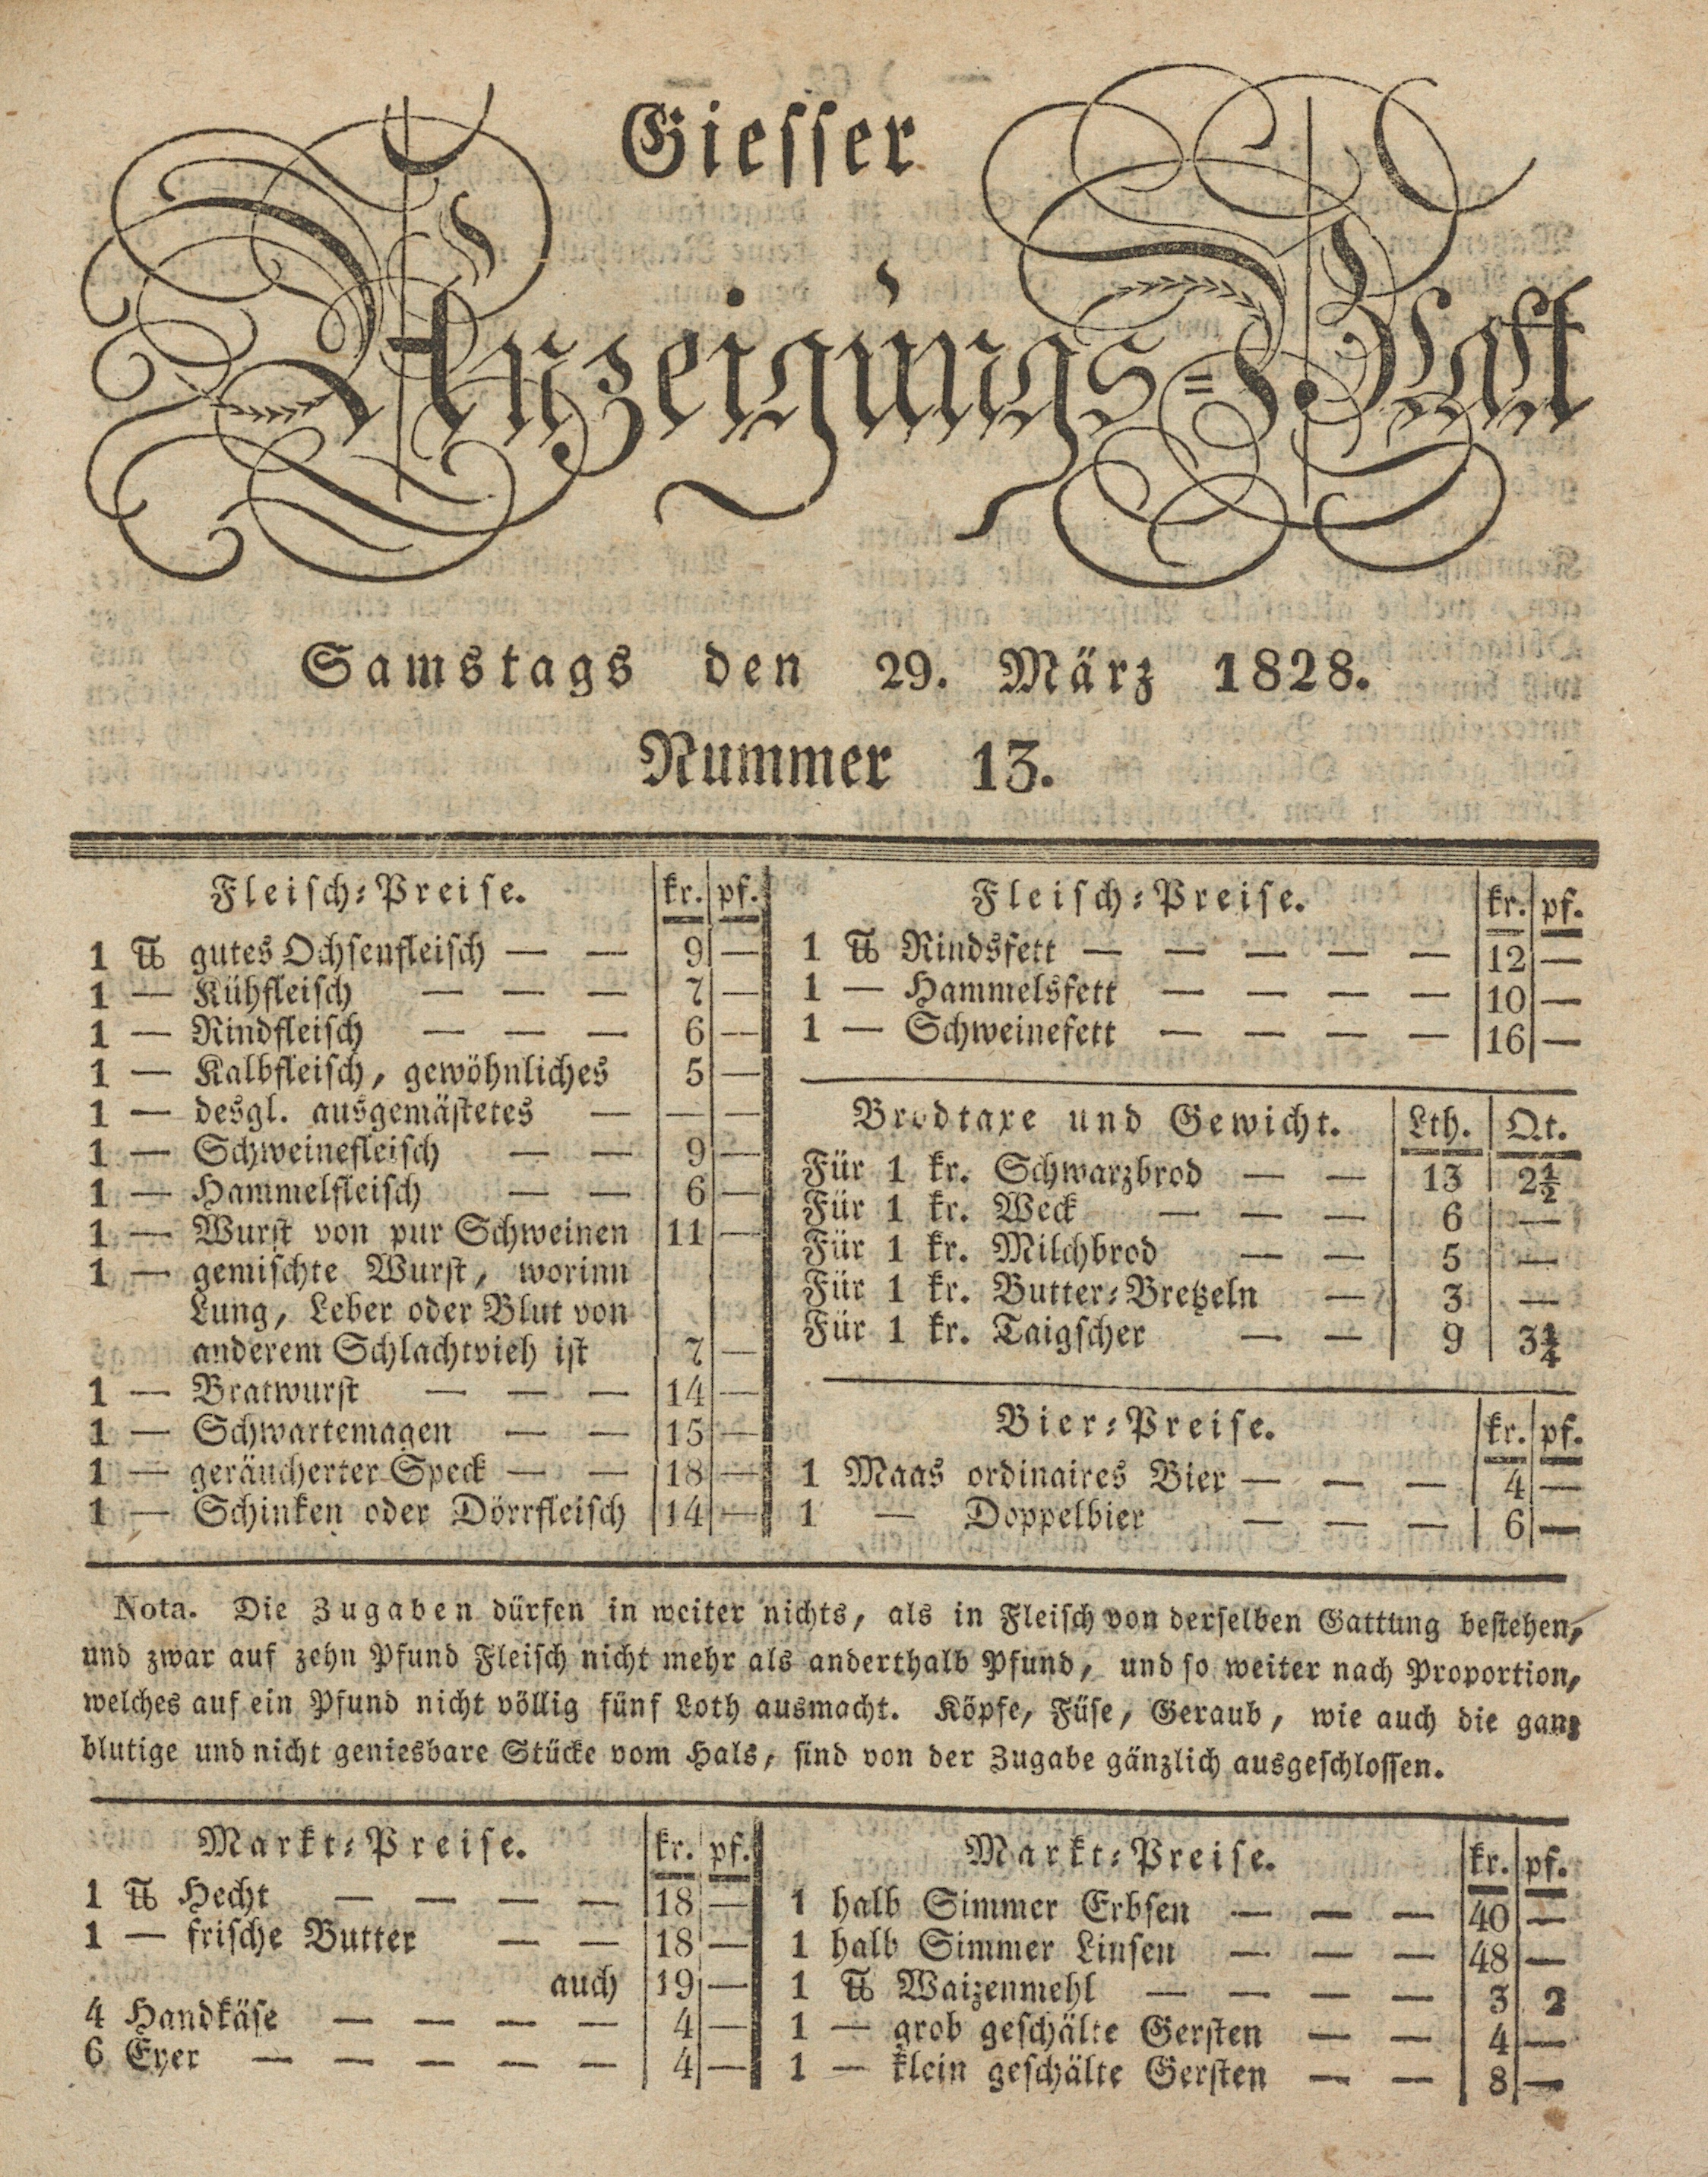 Giesser
Anzeigungs-Blatt
Samstags den 29. März 1828.
Nummer 13.
Fleisch-Preise. kr. pf.
1 ℔ gutes Ochsenfleisch — — 9 —
1 — Kühfleisch — — — 7 —
1 — Rindfleisch — — — 6 —
1 — Kalbfleisch, gewöhnliches 5 —
1 — desgl. ausgemästetes — — —
1 — Schweinefleisch — — 9 —
1 — Hammelfleisch — — 6 —
1 — Wurst von pur Schweinen 11 —
1 — gemischte Wurst, worinn
Lung, Leber oder Blut von
anderem Schlachtvieh ist 7 —
1 — Bratwurst — — — 14 —
1 — Schwartemagen — — 15 —
1 — geräucherter Speck — — 18 —
1 — Schinken oder Dörrfleisch 14 —
Fleisch-Preise. kr. pf.
1 ℔ Rindsfett — — — — — 12 —
1 — Hammelsfett — — — — 10 —
1 — Schweinefett — — — — 16 —
Brodtaxe und Gewicht. Lth. Qt.
Für 1 kr. Schwarzbrod — — 13 2½
Für 1 kr. Weck — — — 6 —
Für 1 kr. Milchbrod — — 5 —
Für 1 kr. Butter-Bretzeln — 3 —
Für 1 kr. Taigscher — — 9 3¼
Bier-Preise. kr. pf.
1 Maas ordinaires Bier — — — 4 —
1 — Doppelbier — — — 6 —
Nota. Die Zugaben dürfen in weiter nichts, als in Fleisch von derselben Gattung bestehen,
und zwar auf zehn Pfund Fleisch nicht mehr als anderthalb Pfund, und so weiter nach Proportion,
welches auf ein Pfund nicht völlig fünf Loth ausmacht. Köpfe, Füse, Geraub, wie auch die ganz
blutige und nicht geniesbare Stücke vom Hals, sind von der Zugabe gänzlich ausgeschlossen.
Markt-Preise. kr. pf.
1 ℔ Hecht — — — — 18 —
1 — frische Butter — — 18 —
auch 19 —
4 Handkäse — — — — 4 —
6 Eyer — — — — — 4 —
Markt-Preise. kr. pf.
1 halb Simmer Erbsen — — — 40 —
1 halb Simmer Linsen — — — 48 —
1 ℔ Waizenmehl — — — — 3 2
1 — grob geschälte Gersten — — 4 —
1 — klein geschälte Gersten — — 8 —